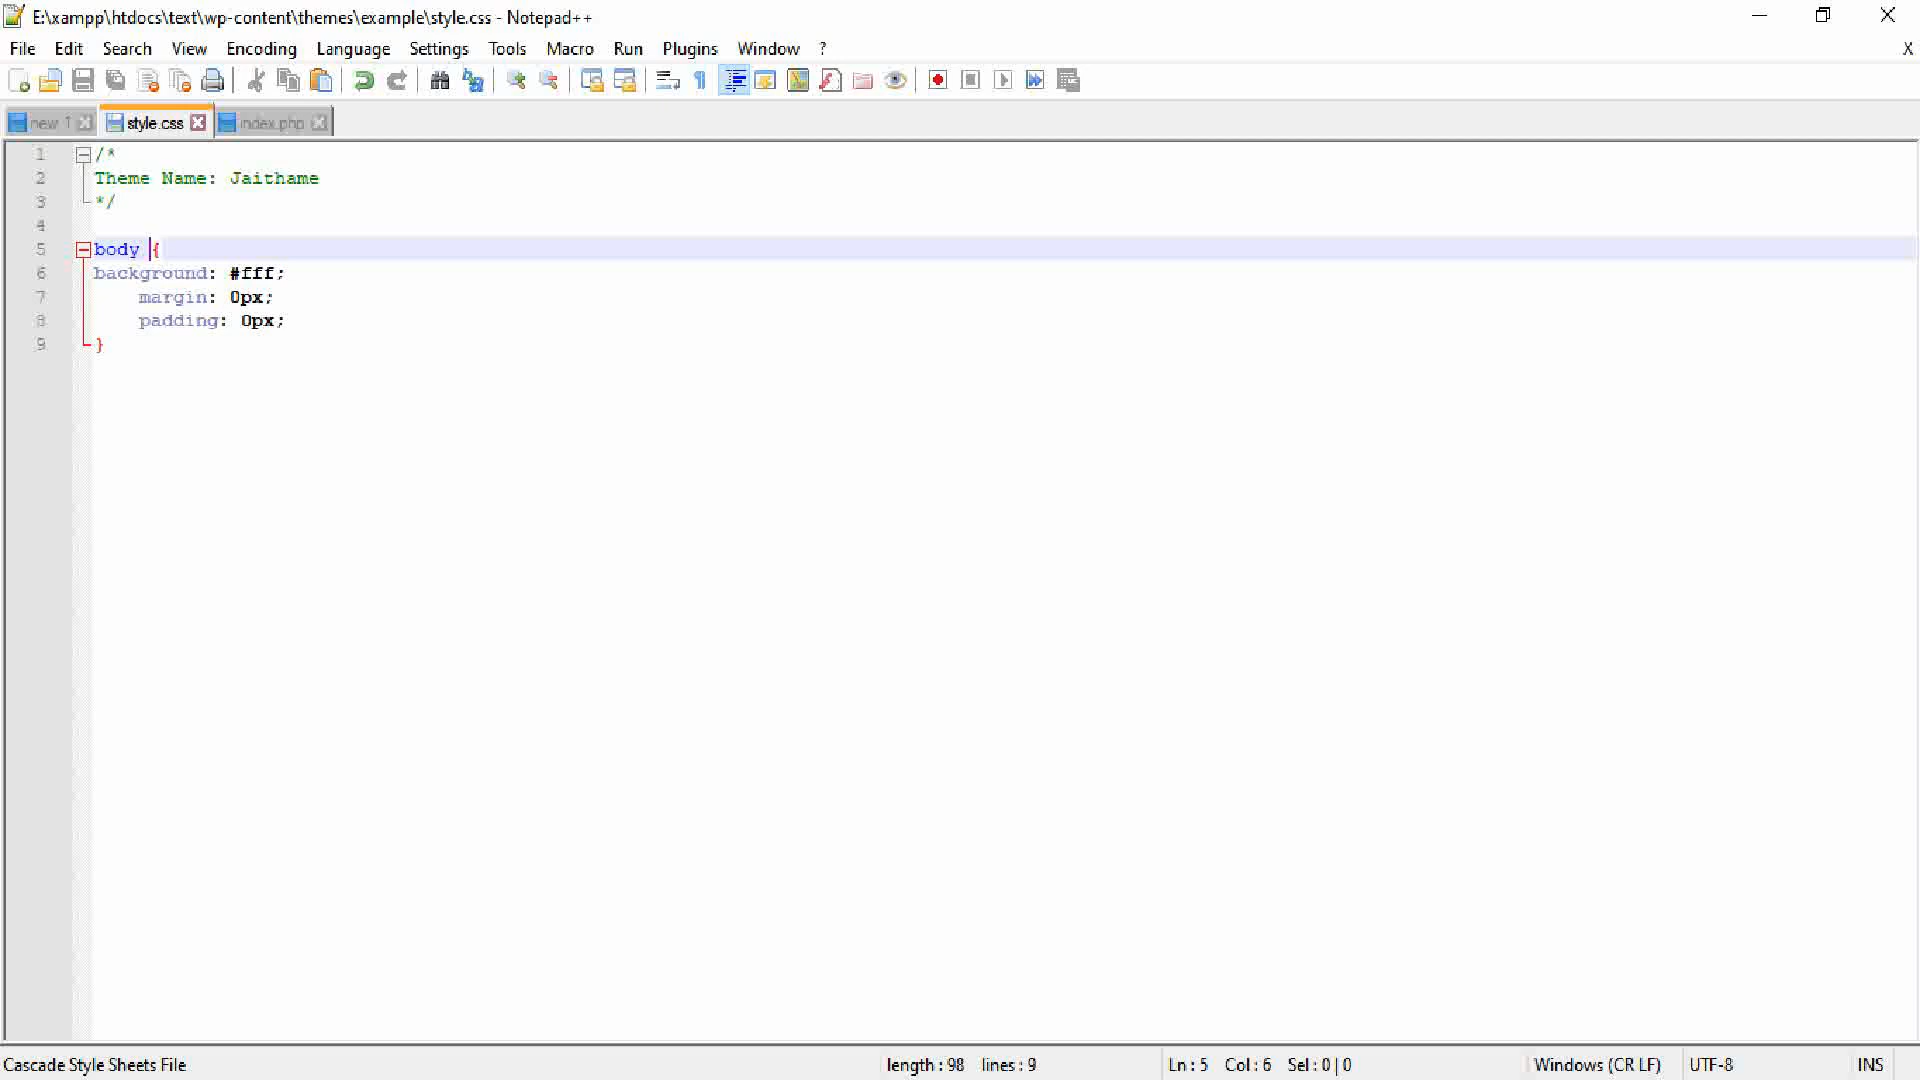 E:\xampp\htdocs\text\wp-content\themes\example\style.css - Notepad++
File Edit Search View Encoding Language Settings Tools Macro Run Plugins Window ? X
new 1 style.css index.php
1 /*
2 Theme Name: Jaithame
3 */
4
5 body {
6 background: #fff;
7     margin: 0px;
8     padding: 0px;
9 }
Cascade Style Sheets File length : 98 lines : 9 Ln : 5 Col : 6 Sel : 0 | 0 Windows (CR LF) UTF-8 INS